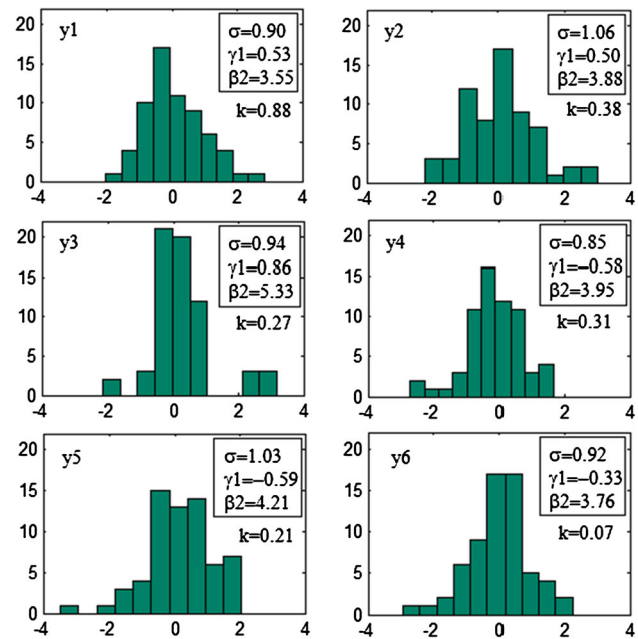 y1
σ=0.90
γ1=0.53
β2=3.55
k=0.88
20
15
10
5
0
-4 -2 0 2 4
y2
σ=1.06
γ1=0.50
β2=3.88
k=0.38
20
15
10
5
0
-4 -2 0 2 4
y3
σ=0.94
γ1=0.86
β2=5.33
k=0.27
20
15
10
5
0
-4 -2 0 2 4
y4
σ=0.85
γ1=−0.58
β2=3.95
k=0.31
20
15
10
5
0
-4 -2 0 2 4
y5
σ=1.03
γ1=−0.59
β2=4.21
k=0.21
20
15
10
5
0
-4 -2 0 2 4
y6
σ=0.92
γ1=−0.33
β2=3.76
k=0.07
20
15
10
5
0
-4 -2 0 2 4